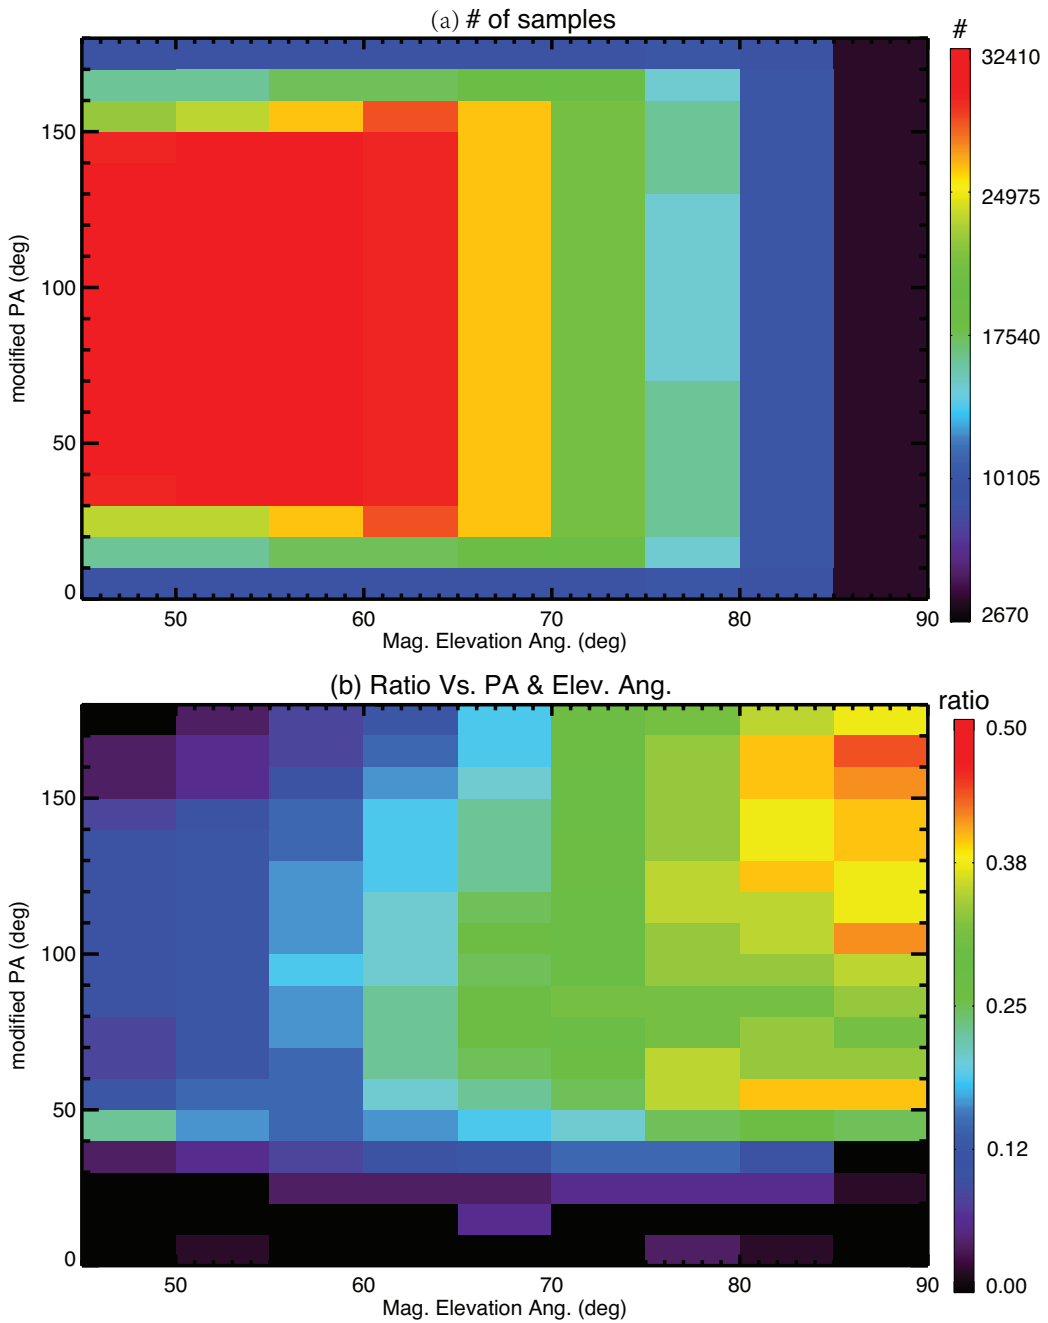 (a) # of samples
#
32410
24975
17540
10105
2670
modified PA (deg)
150
100
50
0
50 60 70 80 90
Mag. Elevation Ang. (deg)
(b) Ratio Vs. PA & Elev. Ang.
ratio
0.50
0.38
0.25
0.12
0.00
modified PA (deg)
150
100
50
0
50 60 70 80 90
Mag. Elevation Ang. (deg)